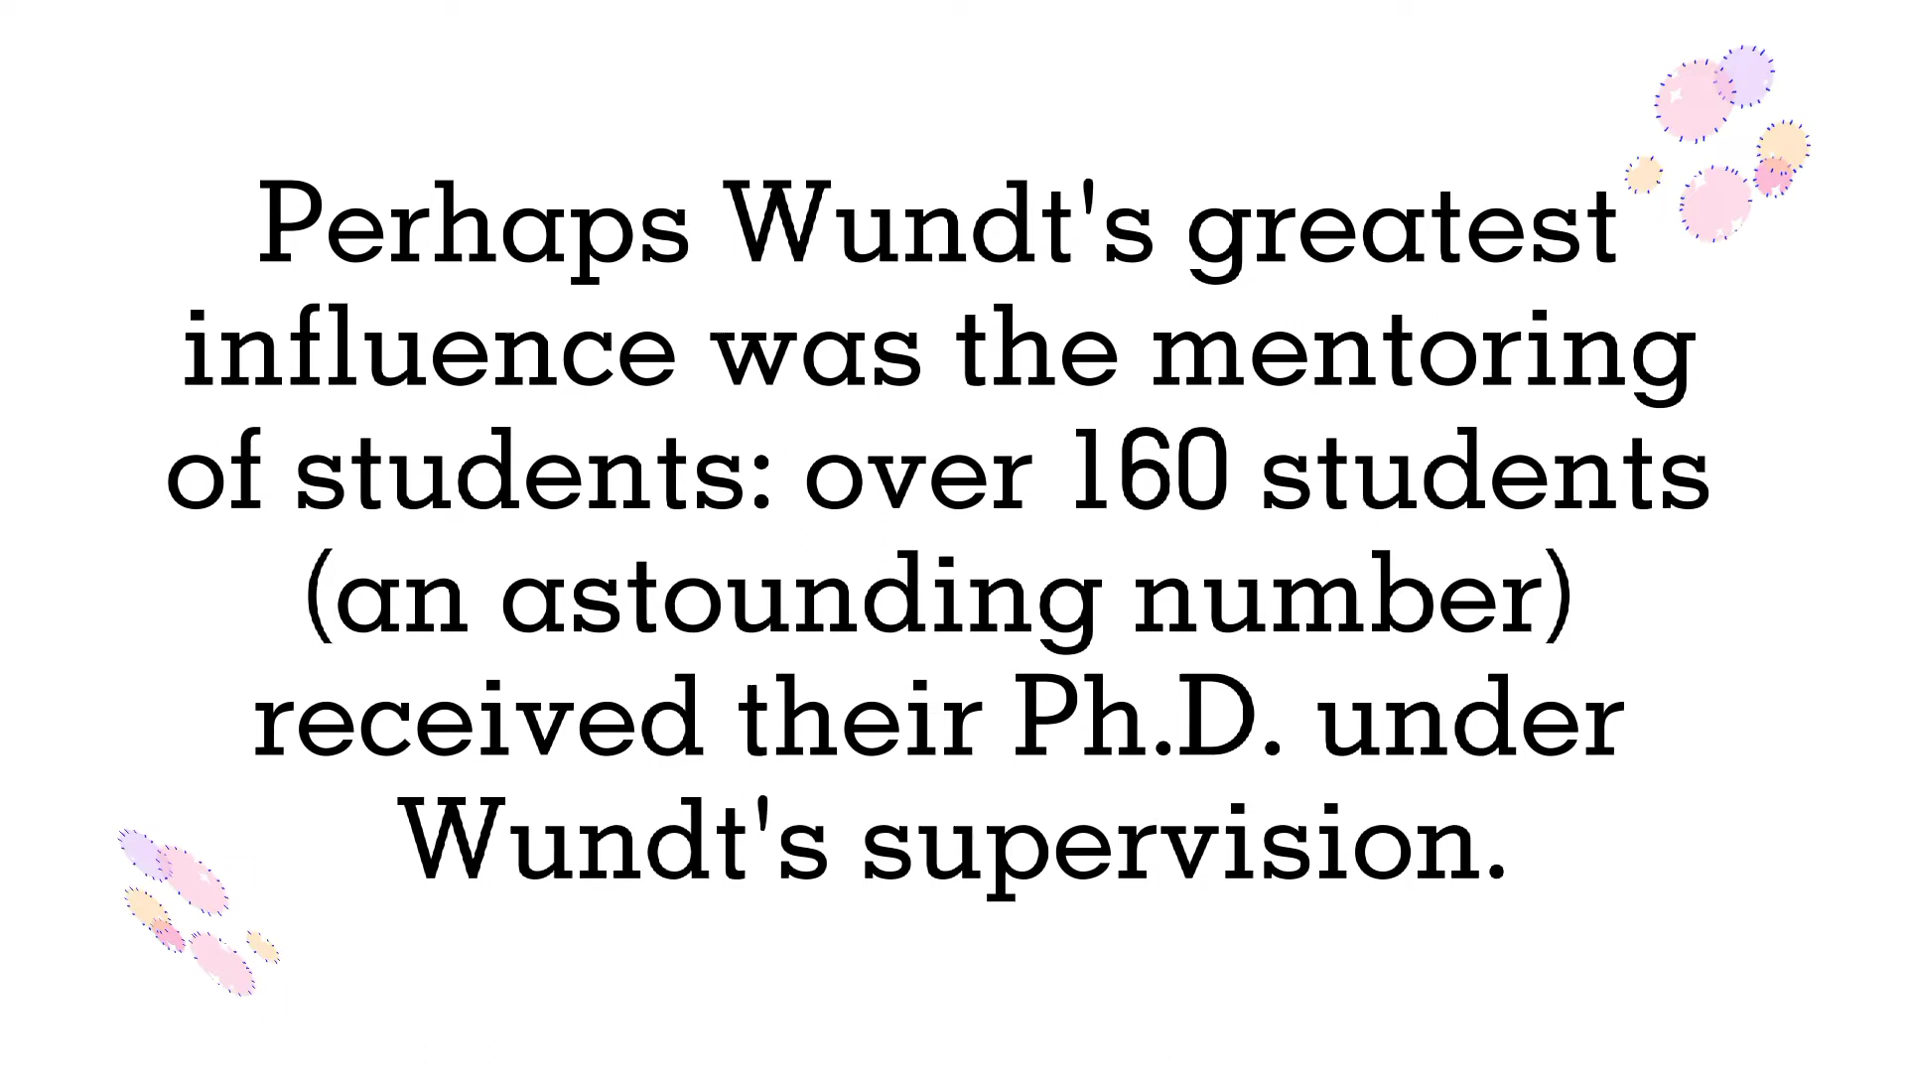 Perhaps Wundt's greatest
influence was the mentoring
of students: over 160 students
(an astounding number)
received their Ph.D. under
Wundt's supervision.